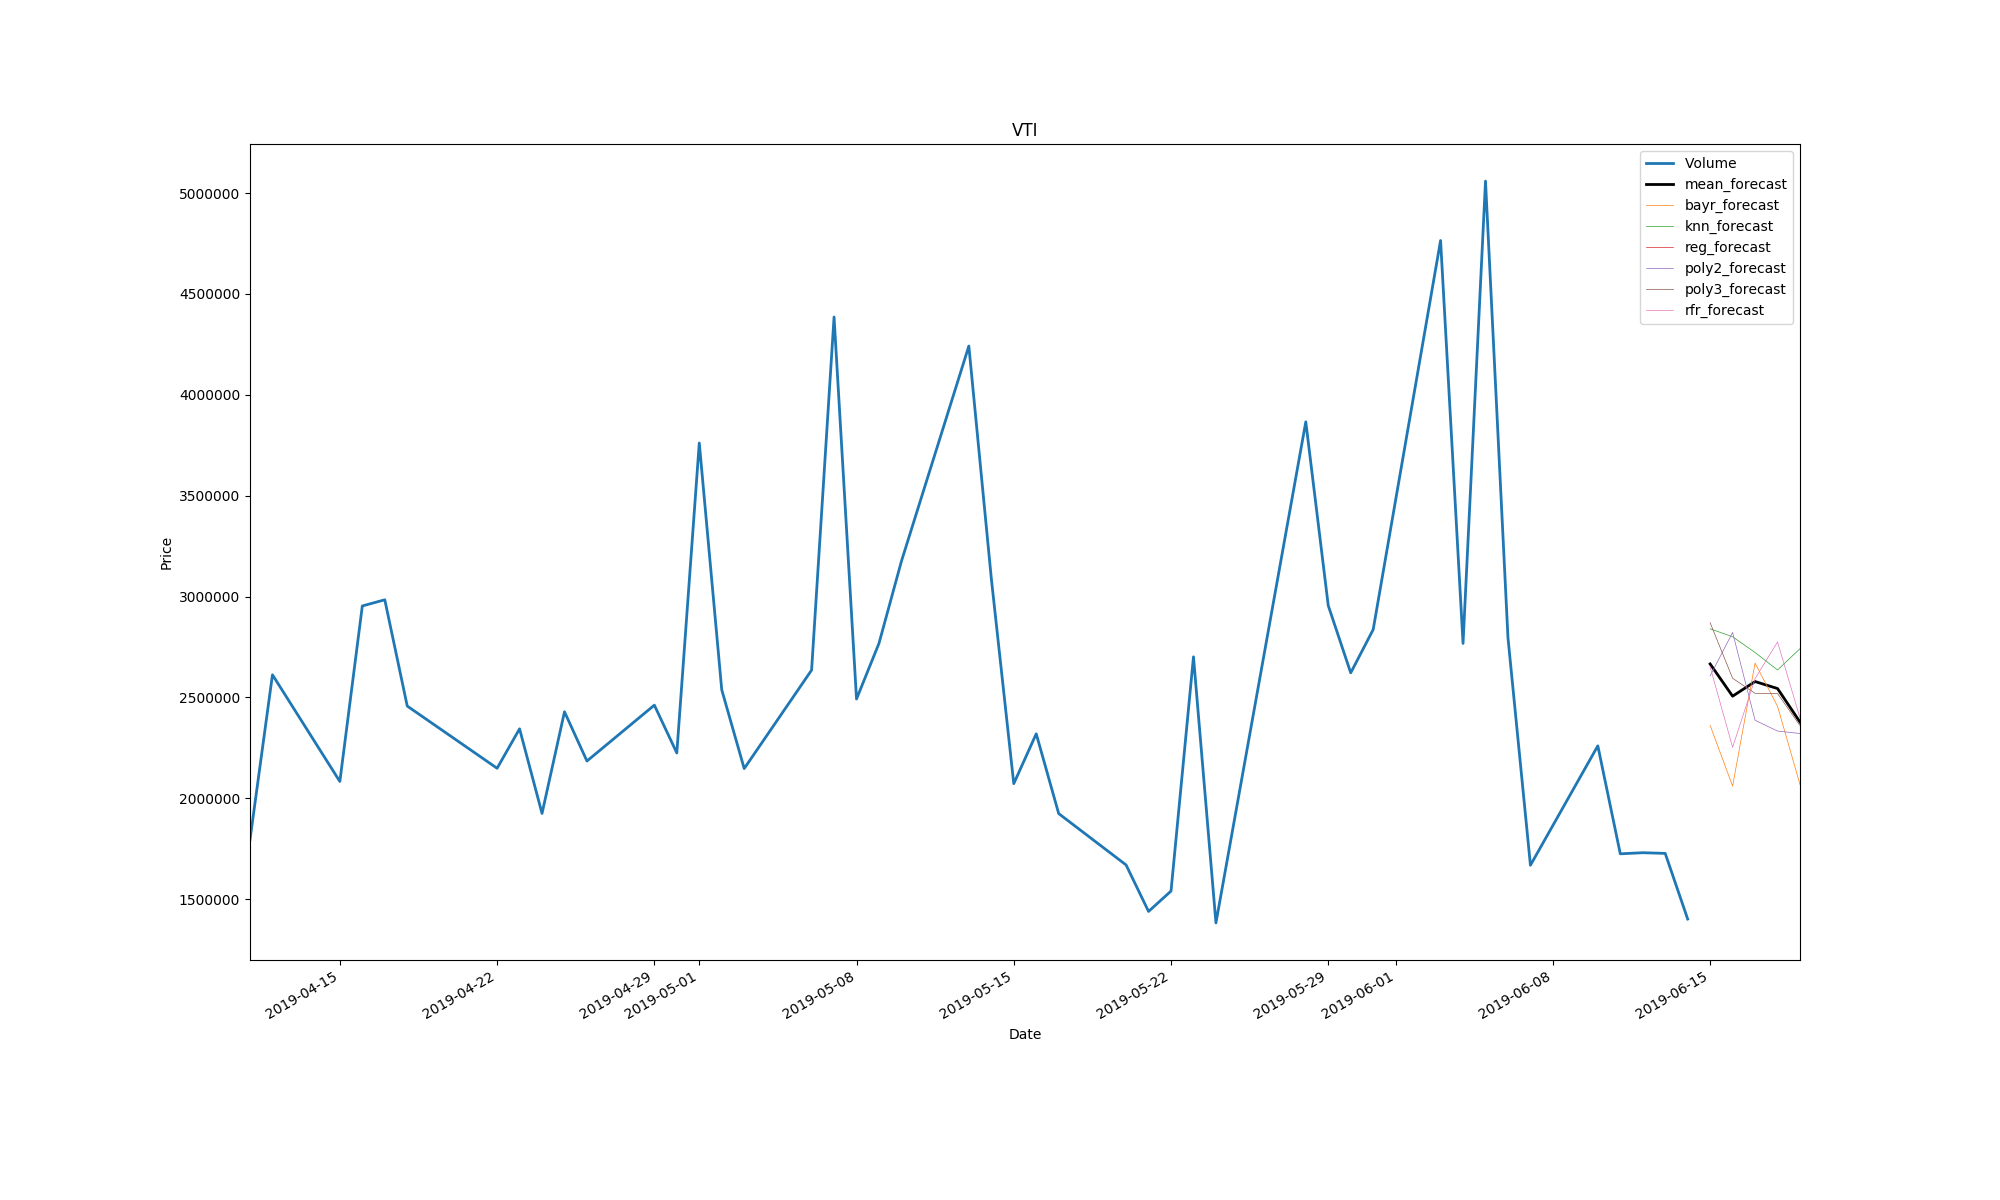 VTI
Volume
mean_forecast
bayr_forecast
knn_forecast
reg_forecast
poly2_forecast
poly3_forecast
rfr_forecast
5000000
4500000
4000000
3500000
3000000
2500000
2000000
1500000
Price
2019-04-15
2019-04-22
2019-04-29
2019-05-01
2019-05-08
2019-05-15
2019-05-22
2019-05-29
2019-06-01
2019-06-08
2019-06-15
Date